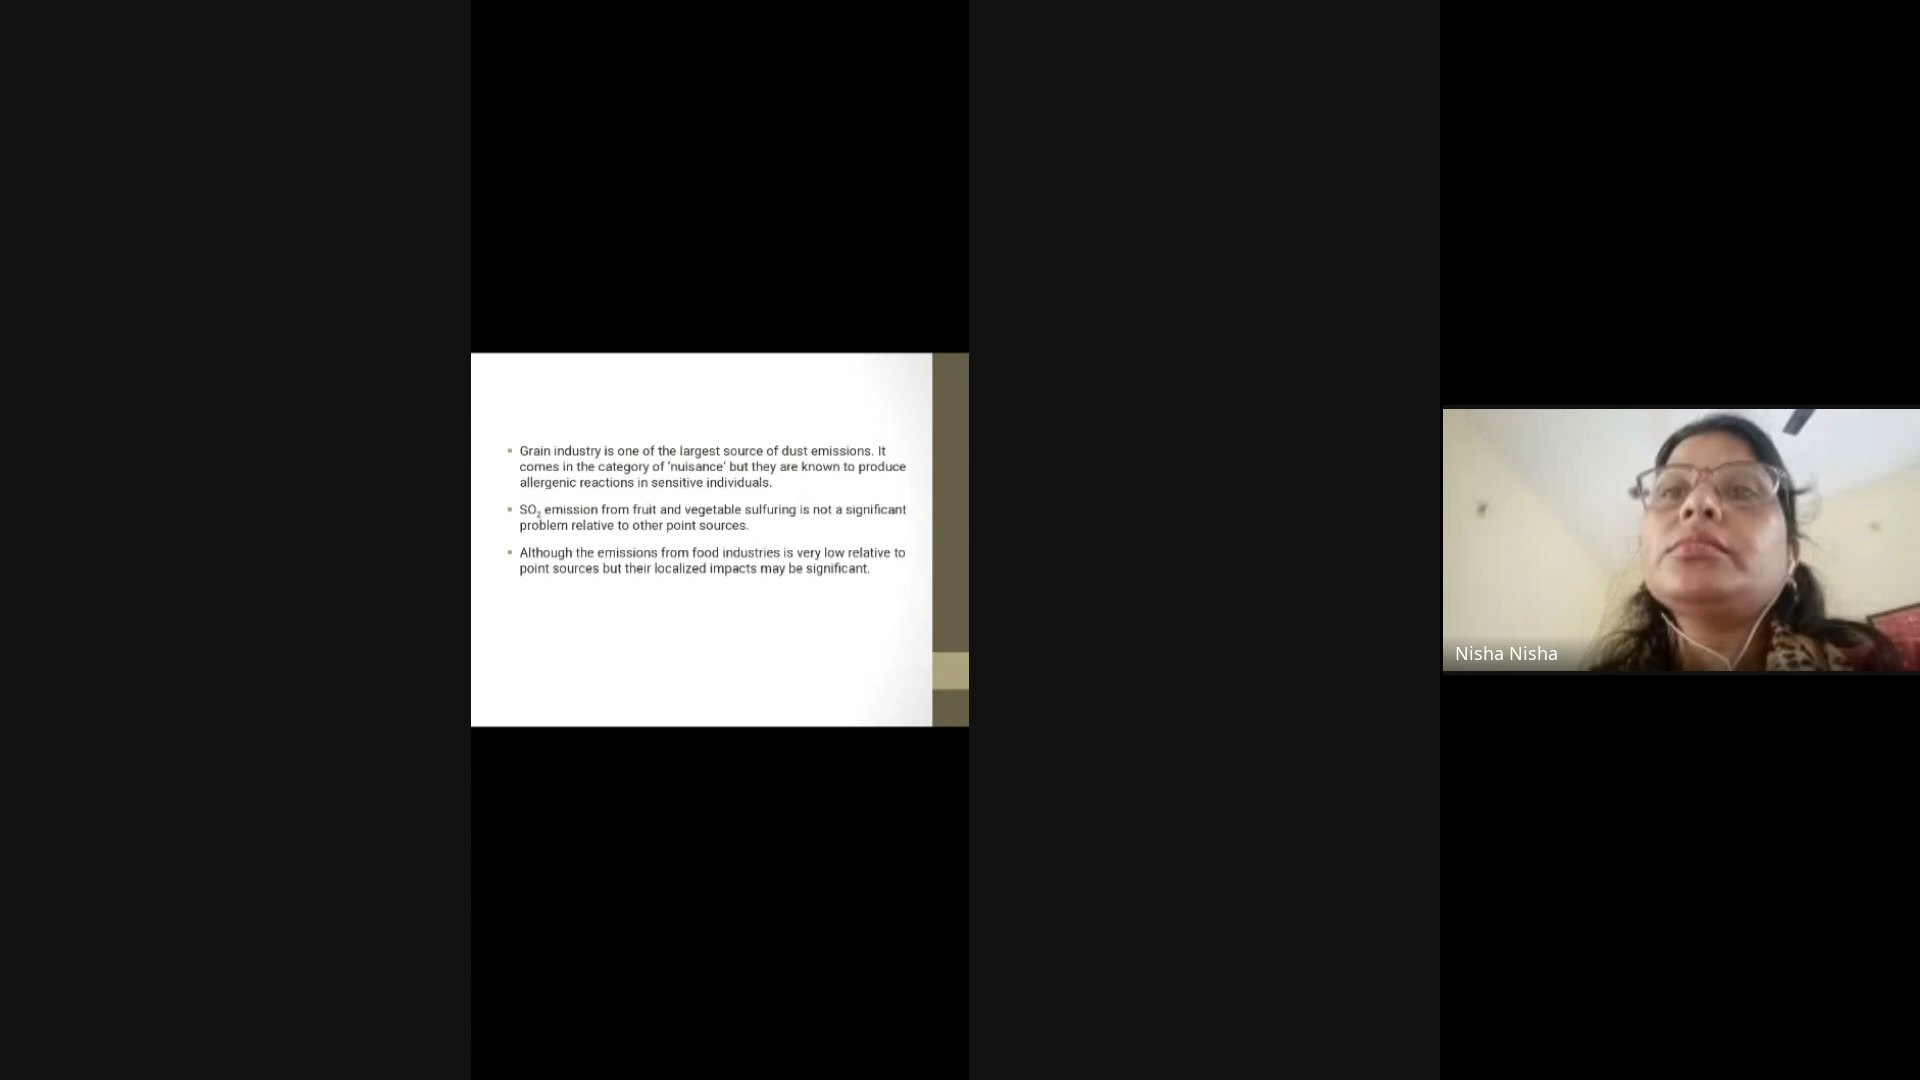 Grain industry is one of the largest source of dust emissions. It
comes in the category of 'nuisance' but they are known to produce
allergenic reactions in sensitive individuals.
SO₂ emission from fruit and vegetable sulfuring is not a significant
problem relative to other point sources.
Although the emissions from food industries is very low relative to
point sources but their localized impacts may be significant.
Nisha Nisha